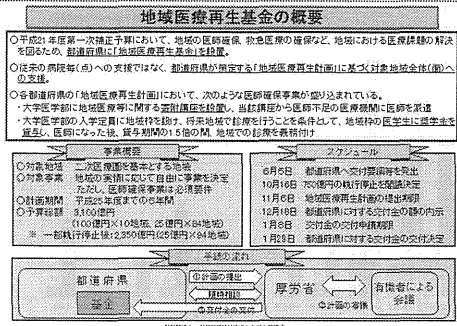 地域医療再生基金の概要
○平成21年度第一次補正予算において、地域の医師確保、救急医療の確保など、地域における医療課題の解決
を図るため、都道府県に「地域医療再生基金」を設置。
○従来の病院毎(点)への支援ではなく、都道府県が策定する「地域医療再生計画」に基づく対象地域全体(面)へ
の支援。
○各都道府県の「地域医療再生計画」において、次のような医師確保事業が盛り込まれている。
・大学医学部に地域医療等に関する寄附講座を設置し、当該講座から医師不足の医療機関に医師を派遣
・大学医学部の入学定員に地域枠を設け、将来地域で診療を行うことを条件として、地域枠の医学生に奨学金を
貸与し、医師になった後、貸与期間の1.5倍の間、地域での診療を義務付け
事業概要
○対象地域 二次医療圏を基本とする地域
○対象事業 地域の実情に応じて自由に事業を決定
ただし、医師確保事業は必須要件
○計画期間 平成25年度までの5年間
○予算総額 3,100億円
(100億円×10地域、25億円×84地域)
※ 一部執行停止後:2,350億円(25億円×94地域)
スケジュール
6月5日 都道府県へ交付要綱等を発出
10月16日 750億円の執行停止を閣議決定
11月6日 地域医療再生計画の提出期限
12月18日 都道府県に対する交付金の額の内示
1月8日 交付金の交付申請期限
1月29日 都道府県に対する交付金の交付決定
手続の流れ
都道府県
基金
①計画の提出
随時相談
③交付金の交付
厚労省
②計画の審議
有識者による
会議